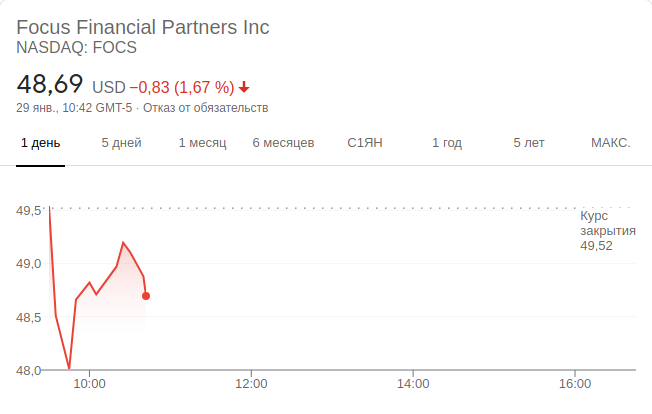 Focus Financial Partners Inc
NASDAQ: FOCS
48,69 USD −0,83 (1,67 %)
29 янв., 10:42 GMT-5 · Отказ от обязательств
1 день 5 дней 1 месяц 6 месяцев С1ЯН 1 год 5 лет МАКС.
49,5
Курс
закрытия
49,52
49,0
48,5
48,0
10:00 12:00 14:00 16:00